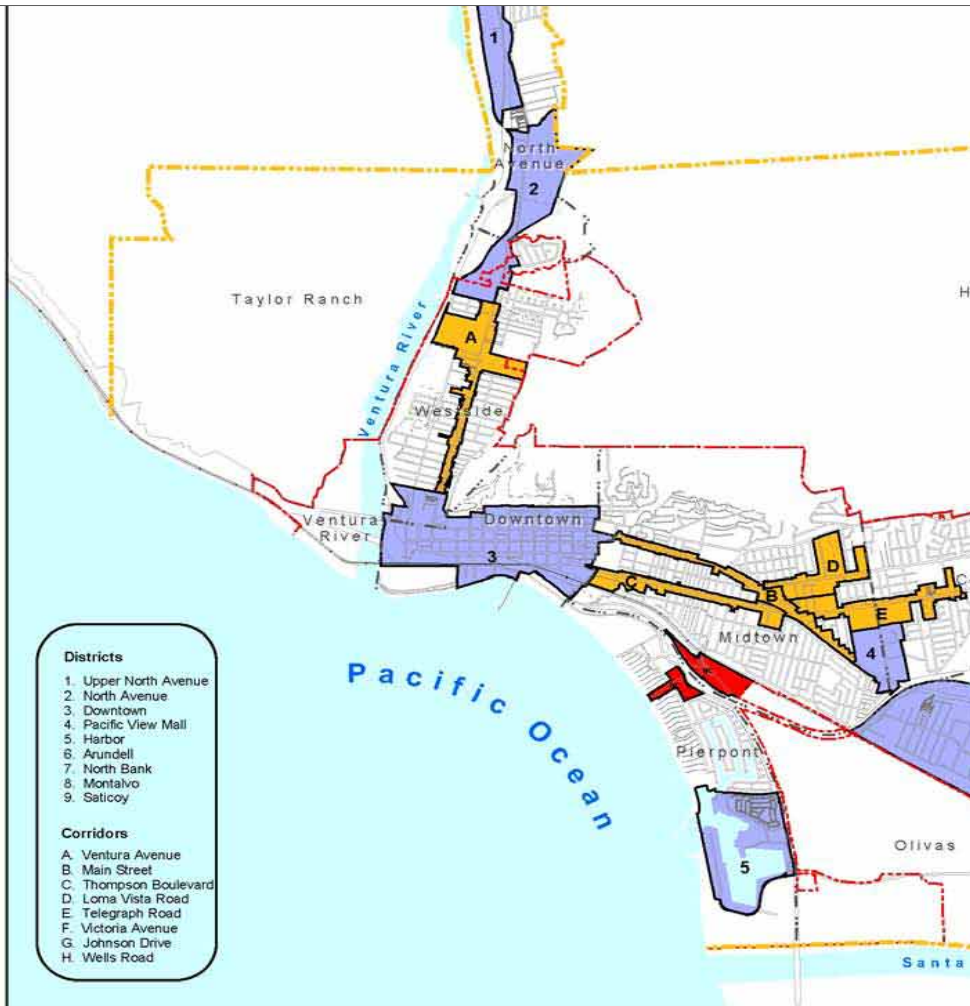 1
North
Avenue
2
Taylor Ranch
H
Ventura River
A
Westside
Ventura
River
Downtown
3
C
B
D
E
C
Midtown
4
Pacific Ocean
Pierpont
5
Olivas
Santa
Districts
1. Upper North Avenue
2. North Avenue
3. Downtown
4. Pacific View Mall
5. Harbor
6. Arundell
7. North Bank
8. Montalvo
9. Saticoy
Corridors
A. Ventura Avenue
B. Main Street
C. Thompson Boulevard
D. Loma Vista Road
E. Telegraph Road
F. Victoria Avenue
G. Johnson Drive
H. Wells Road